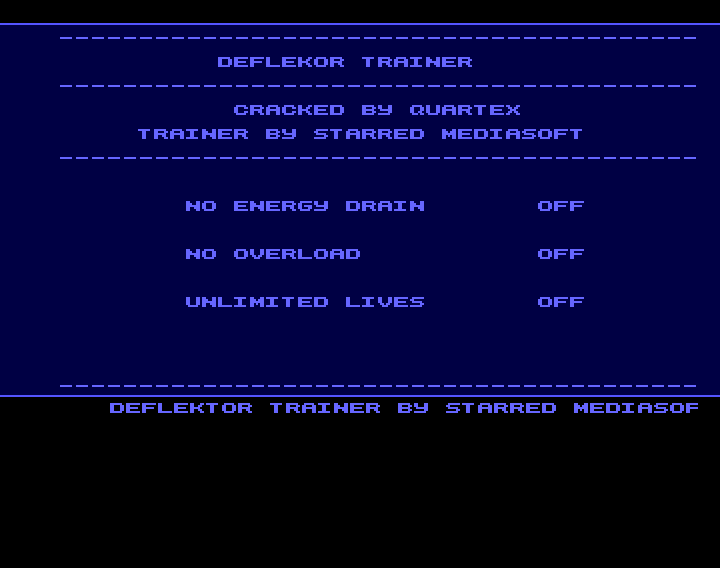 DEFLEKOR TRAINER
CRACKED BY QUARTEX
TRAINER BY STARRED MEDIASOFT
NO ENERGY DRAIN OFF
NO OVERLOAD OFF
UNLIMITED LIVES OFF
DEFLEKTOR TRAINER BY STARRED MEDIASOF